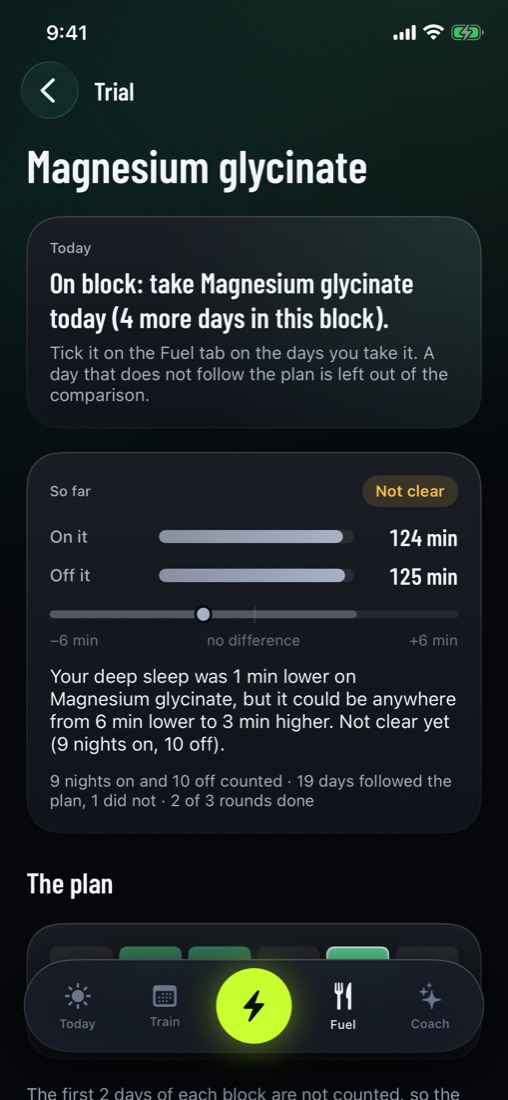 9:41
Trial
Magnesium glycinate
Today
On block: take Magnesium glycinate
today (4 more days in this block).
Tick it on the Fuel tab on the days you take it. A
day that does not follow the plan is left out of the
comparison.
So far
Not clear
On it
124 min
Off it
125 min
−6 min
no difference
+6 min
Your deep sleep was 1 min lower on
Magnesium glycinate, but it could be anywhere
from 6 min lower to 3 min higher. Not clear yet
(9 nights on, 10 off).
9 nights on and 10 off counted · 19 days followed the
plan, 1 did not · 2 of 3 rounds done
The plan
Today
Train
Fuel
Coach
The first 2 days of each block are not counted, so the